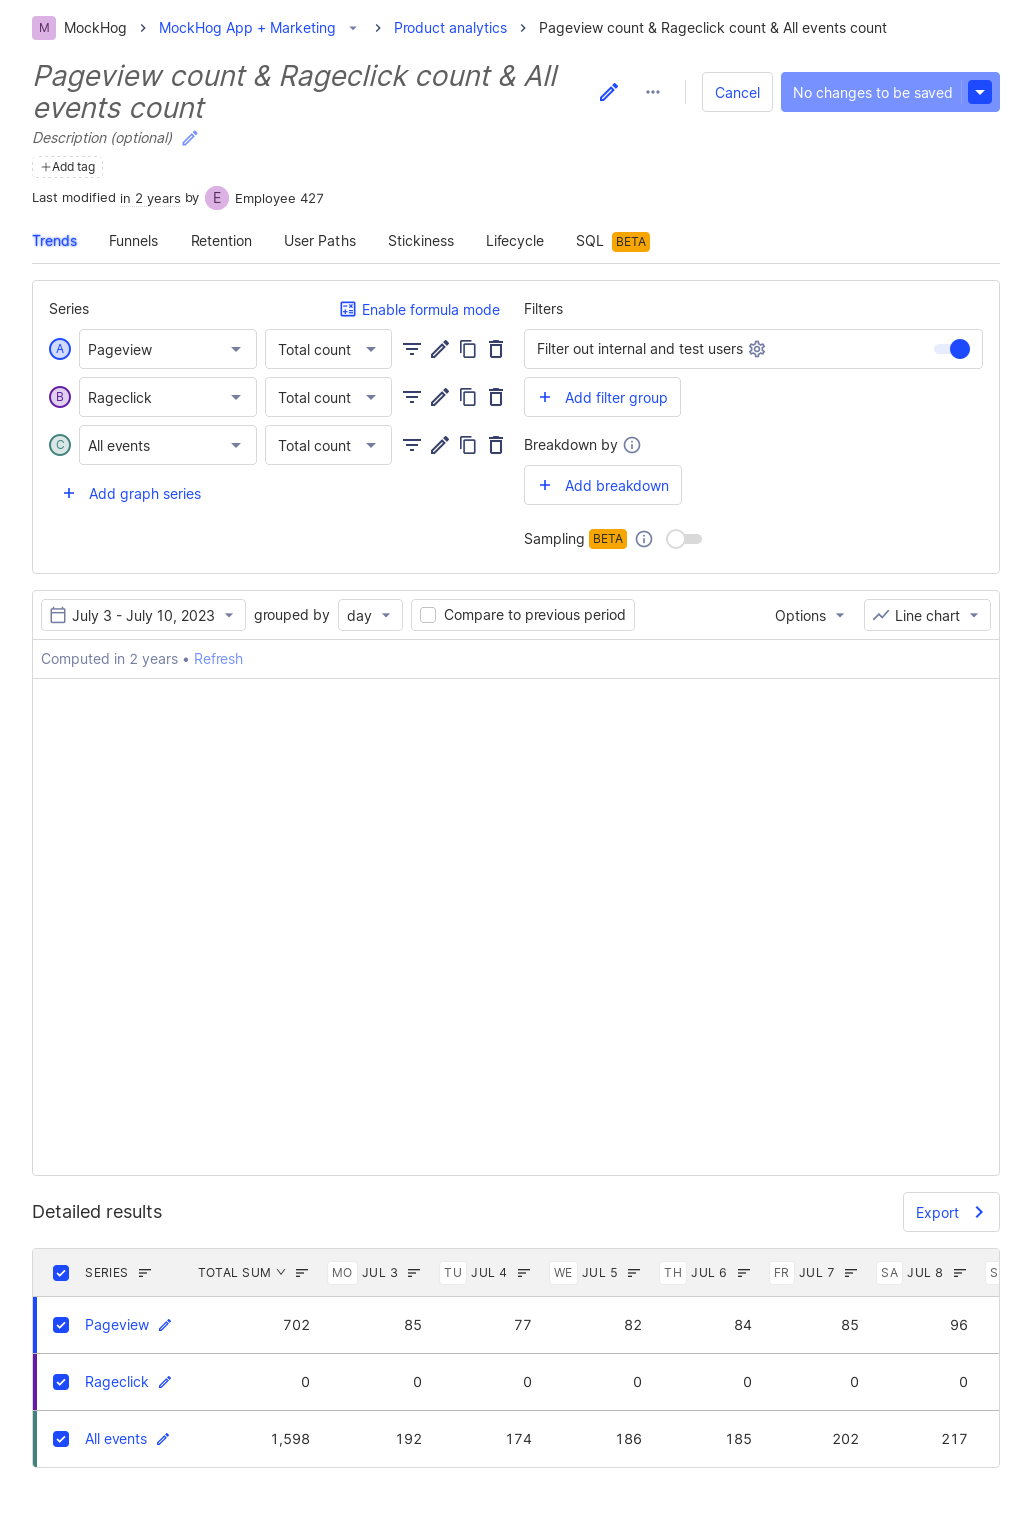 M MockHog MockHog App + Marketing Product analytics Pageview count & Rageclick count & All events count
Pageview count & Rageclick count & All
events count
Cancel No changes to be saved
Description (optional)
+Add tag
Last modified in 2 years by E Employee 427
Trends Funnels Retention User Paths Stickiness Lifecycle SQL BETA
Series Enable formula mode
A Pageview Total count
B Rageclick Total count
C All events Total count
+ Add graph series
Filters
Filter out internal and test users
+ Add filter group
Breakdown by
+ Add breakdown
Sampling BETA
July 3 - July 10, 2023 grouped by day Compare to previous period Options Line chart
Computed in 2 years • Refresh
Detailed results Export
SERIES TOTAL SUM MO JUL 3 TU JUL 4 WE JUL 5 TH JUL 6 FR JUL 7 SA JUL 8 S
Pageview 702 85 77 82 84 85 96
Rageclick 0 0 0 0 0 0 0
All events 1,598 192 174 186 185 202 217